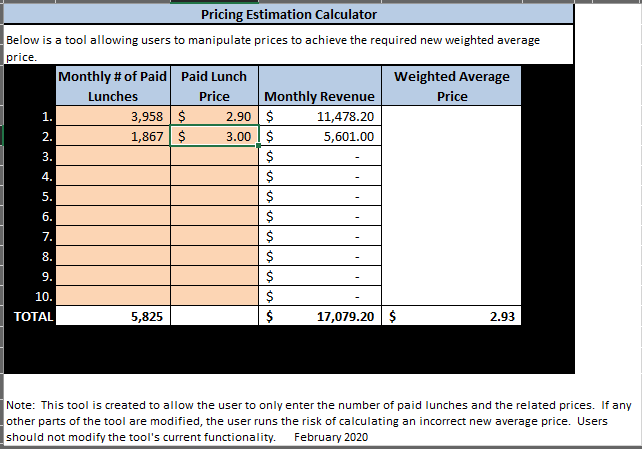 Pricing Estimation Calculator
Below is a tool allowing users to manipulate prices to achieve the required new weighted average
price.
Monthly # of Paid Lunches Paid Lunch Price Monthly Revenue Weighted Average Price
1. 3,958 $ 2.90 $ 11,478.20
2. 1,867 $ 3.00 $ 5,601.00
3. $ -
4. $ -
5. $ -
6. $ -
7. $ -
8. $ -
9. $ -
10. $ -
TOTAL 5,825 $ 17,079.20 $ 2.93
Note: This tool is created to allow the user to only enter the number of paid lunches and the related prices. If any
other parts of the tool are modified, the user runs the risk of calculating an incorrect new average price. Users
should not modify the tool's current functionality. February 2020